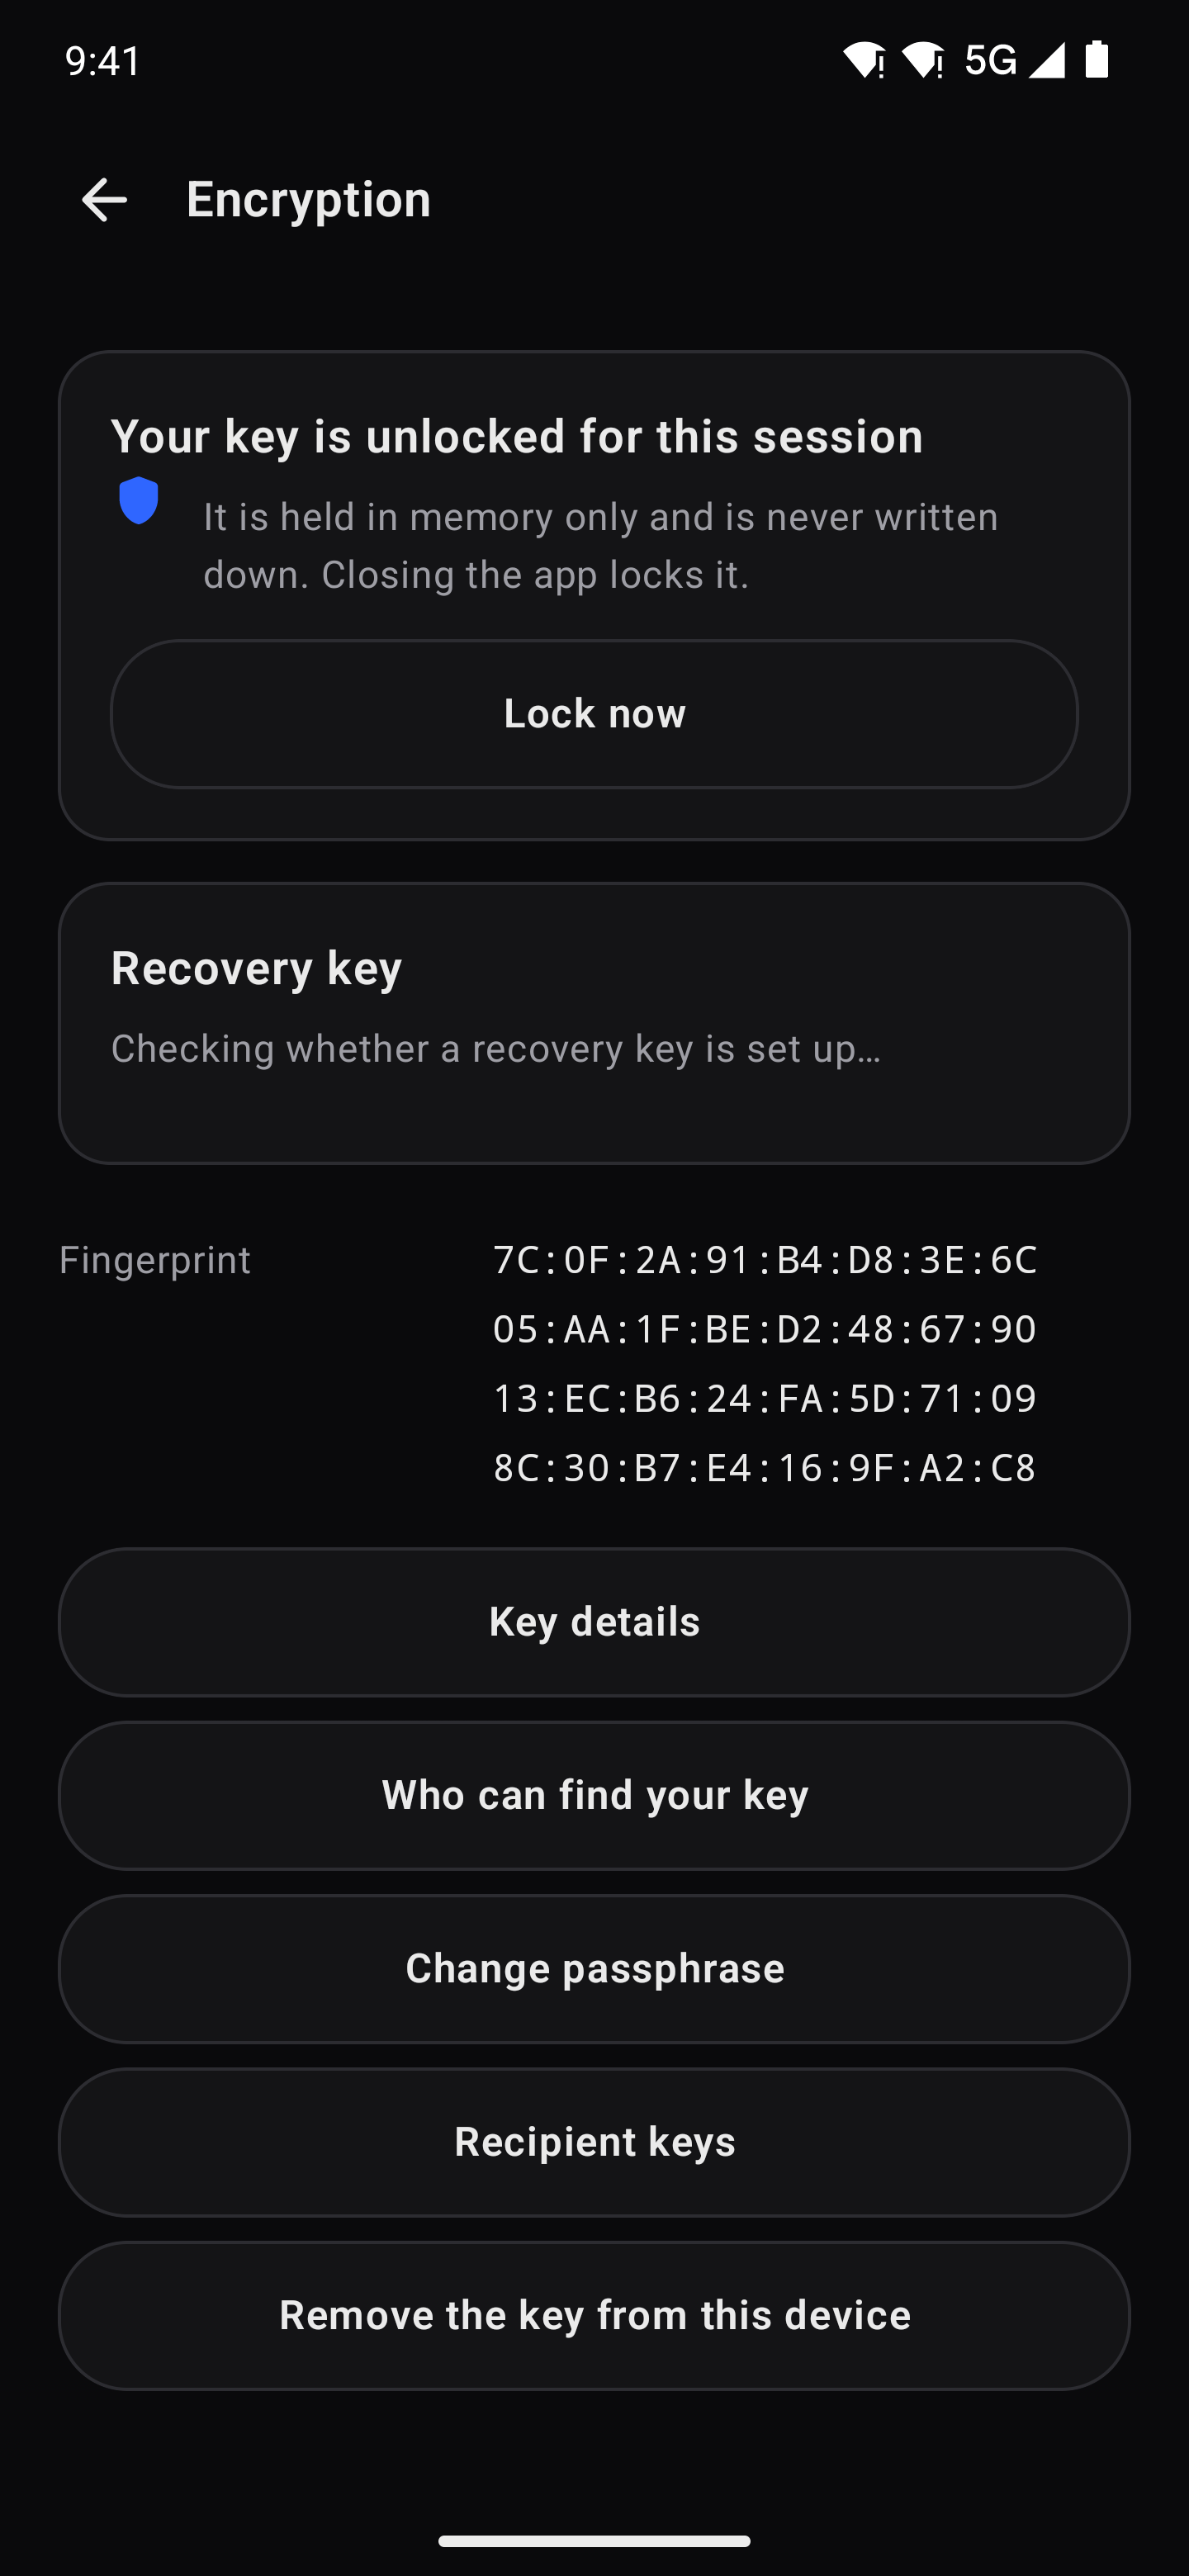 9:41
5G
Encryption
Your key is unlocked for this session
It is held in memory only and is never written
down. Closing the app locks it.
Lock now
Recovery key
Checking whether a recovery key is set up…
Fingerprint
7C:0F:2A:91:B4:D8:3E:6C
05:AA:1F:BE:D2:48:67:90
13:EC:B6:24:FA:5D:71:09
8C:30:B7:E4:16:9F:A2:C8
Key details
Who can find your key
Change passphrase
Recipient keys
Remove the key from this device